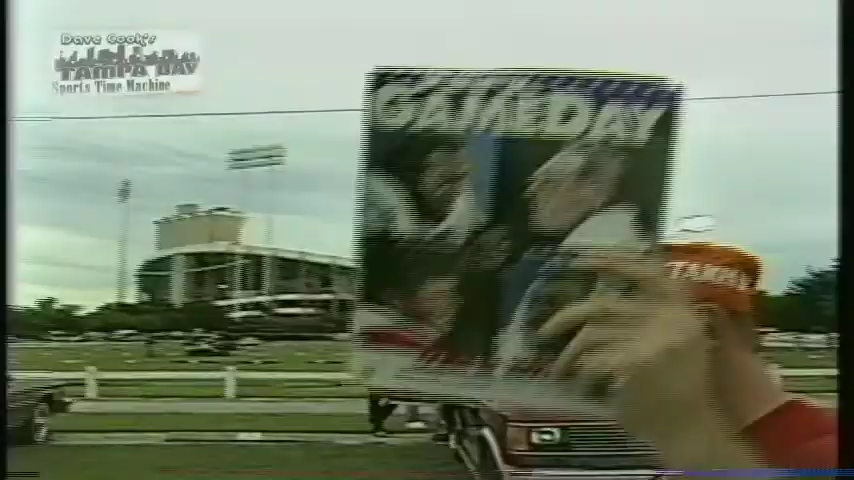 Dave Cook's
TAMPA BAY
Sports Time Machine
GAMEDAY
TAMPA